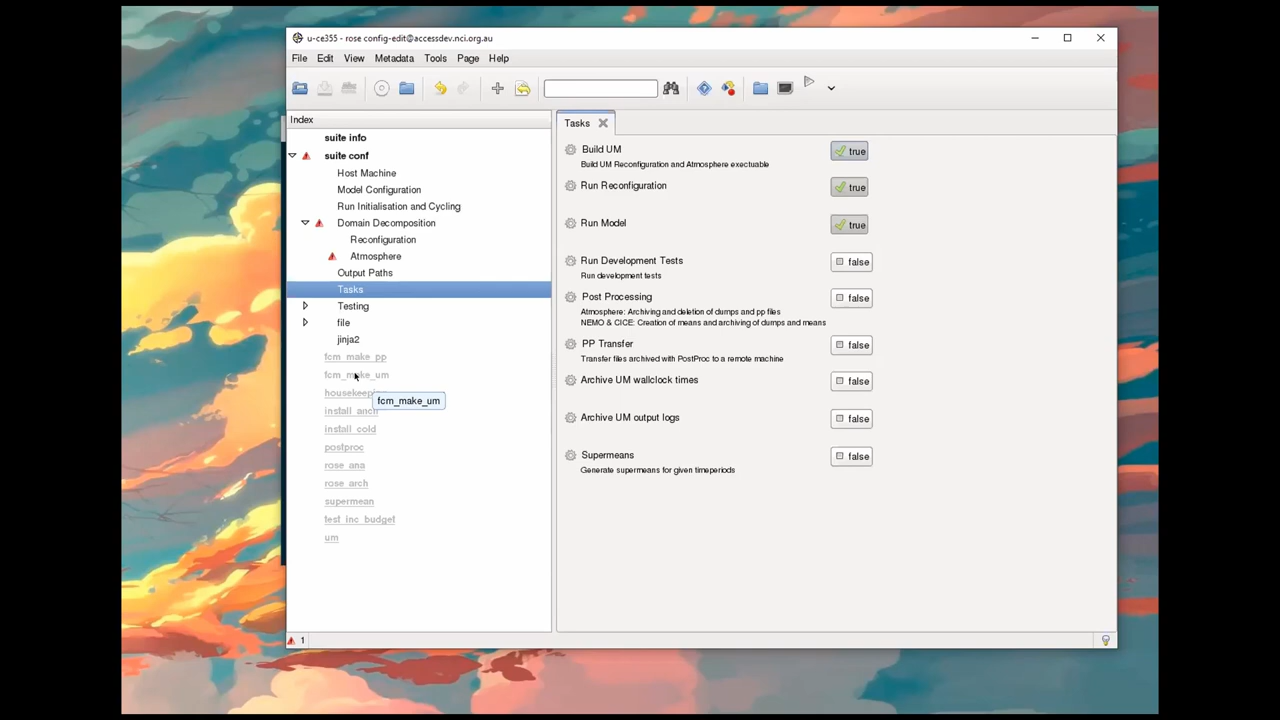 u-ce355 - rose config-edit@accessdev.nci.org.au
File Edit View Metadata Tools Page Help
Index
suite info
suite conf
Host Machine
Model Configuration
Run Initialisation and Cycling
Domain Decomposition
Reconfiguration
Atmosphere
Output Paths
Tasks
Testing
file
jinja2
fcm_make_pp
fcm_make_um
housekeeping
fcm_make_um
install_ancil
install_cold
postproc
rose_ana
rose_arch
supermean
test_inc_budget
um
1
Tasks
Build UM
Build UM Reconfiguration and Atmosphere exectuable
true
Run Reconfiguration
true
Run Model
true
Run Development Tests
Run development tests
false
Post Processing
Atmosphere: Archiving and deletion of dumps and pp files
NEMO & CICE: Creation of means and archiving of dumps and means
false
PP Transfer
Transfer files archived with PostProc to a remote machine
false
Archive UM wallclock times
false
Archive UM output logs
false
Supermeans
Generate supermeans for given timeperiods
false